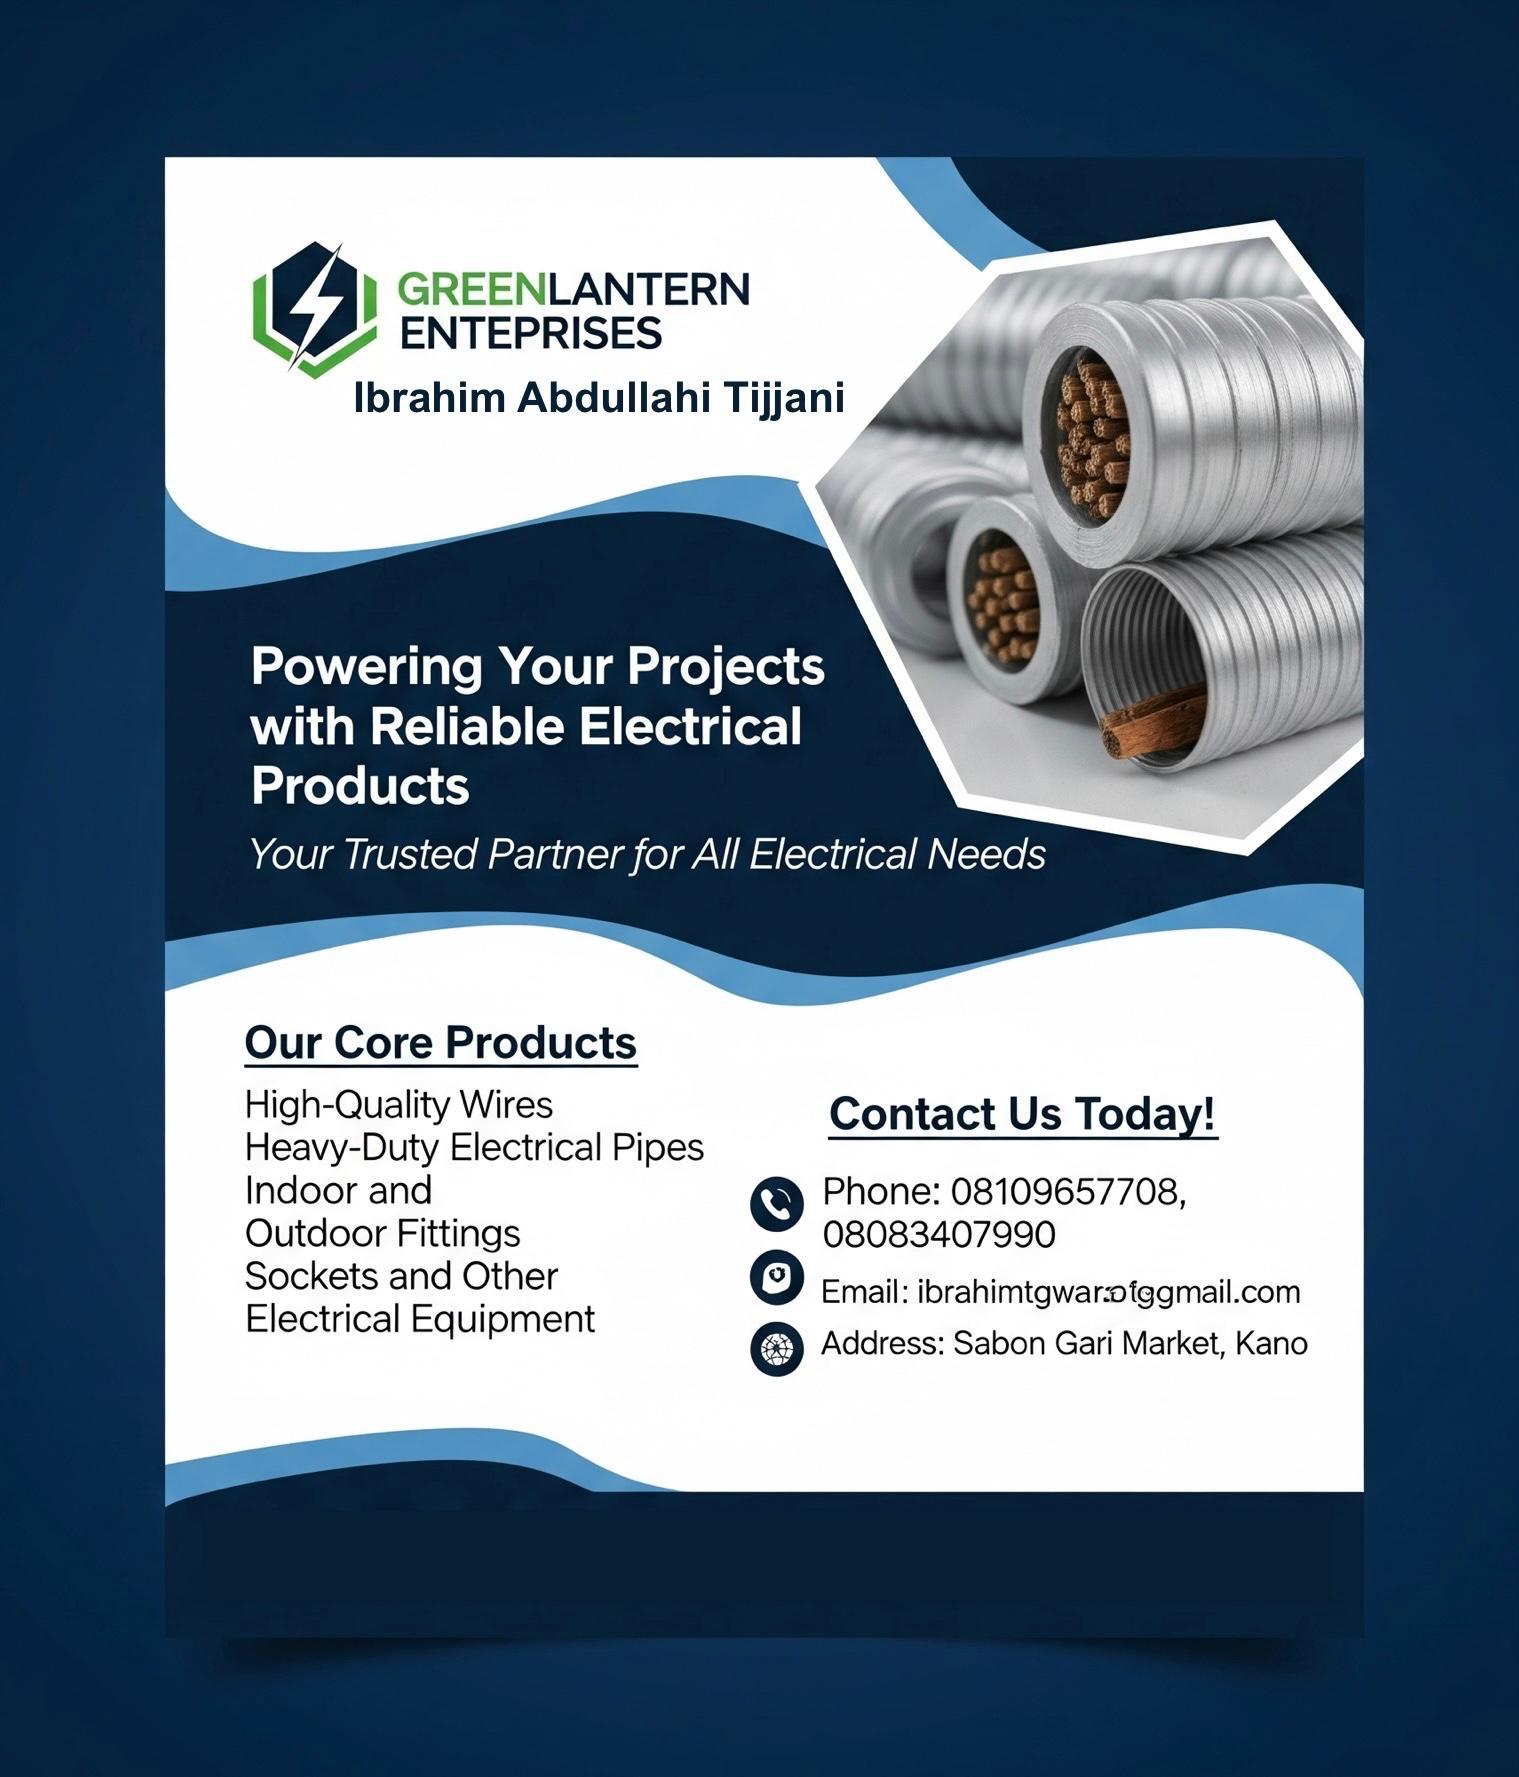 GREENLANTERN
ENTEPRISES
Ibrahim Abdullahi Tijjani
Powering Your Projects
with Reliable Electrical
Products
Your Trusted Partner for All Electrical Needs
Our Core Products
High-Quality Wires
Heavy-Duty Electrical Pipes
Indoor and
Outdoor Fittings
Sockets and Other
Electrical Equipment
Contact Us Today!
Phone: 08109657708,
08083407990
Email:
Address: Sabon Gari Market, Kano